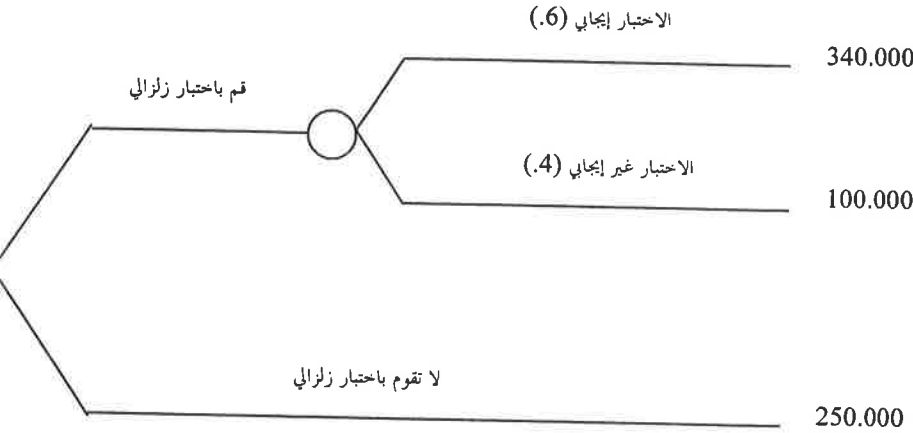 الاختبار إيجابي (6.)
340.000
قم باختبار زلزالي
الاختبار غير إيجابي (4.)
100.000
لا تقوم باختبار زلزالي
250.000